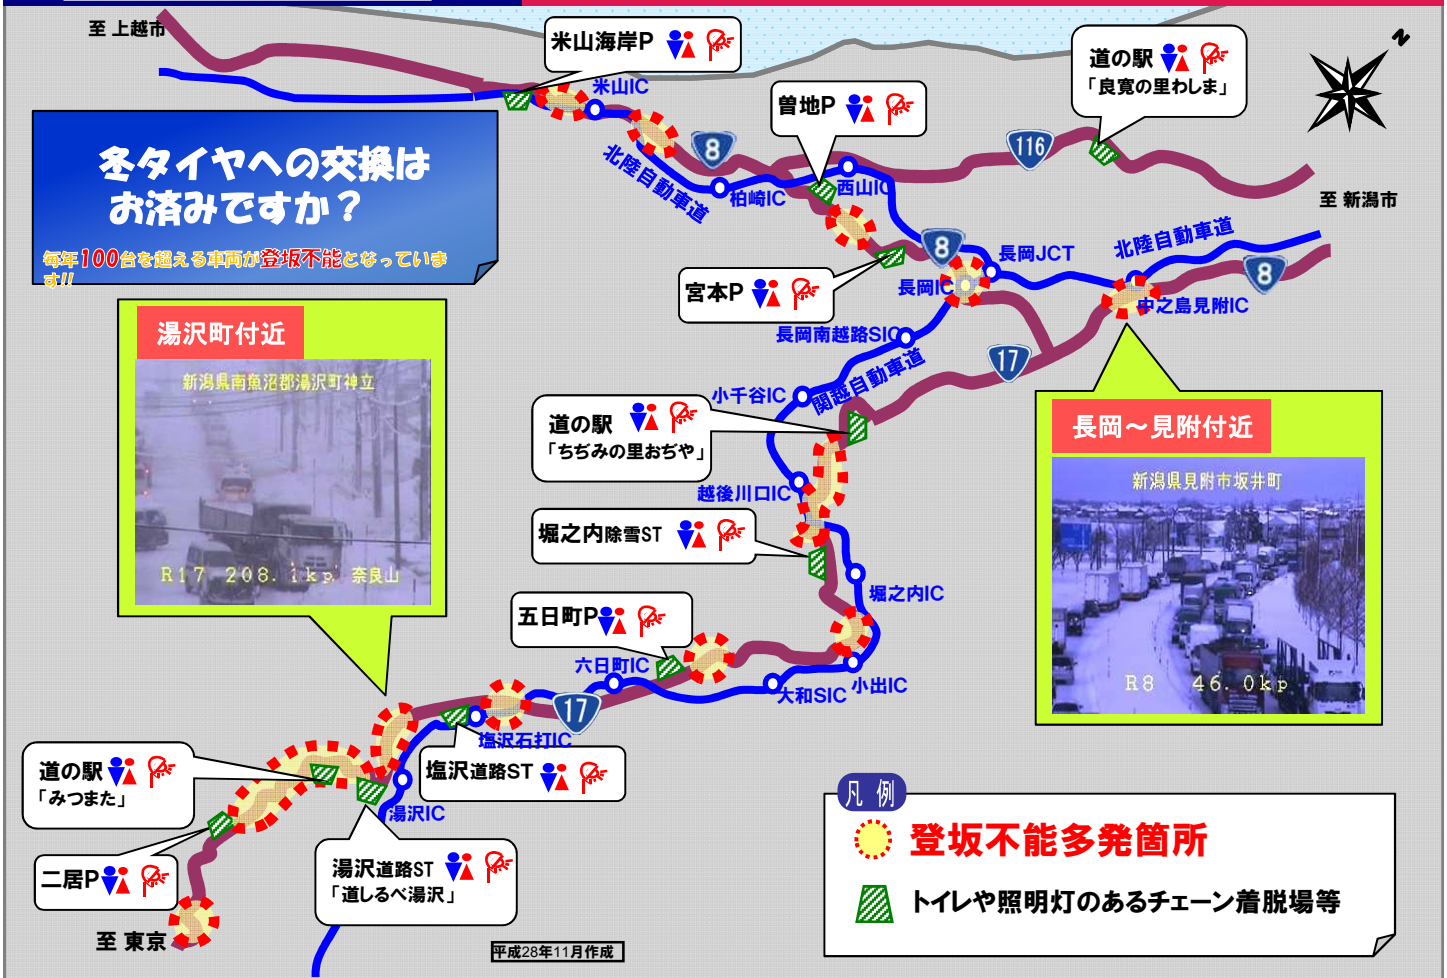 至 上越市
米山海岸P
米山IC
道の駅
「良寛の里わしま」
N
曽地P
8
116
北陸自動車道
柏崎IC
西山IC
至 新潟市
冬タイヤへの交換は
お済みですか？
毎年100台を超える車両が登坂不能となっていま
す!!
8
長岡JCT
北陸自動車道
8
宮本P
長岡IC
中之島見附IC
長岡南越路SIC
関越自動車道
17
湯沢町付近
新潟県南魚沼郡湯沢町神立
R17 208.1kp 奈良山
小千谷IC
道の駅
「ちぢみの里おぢや」
長岡～見附付近
新潟県見附市坂井町
R8 46.0kp
越後川口IC
堀之内除雪ST
堀之内IC
五日町P
六日町IC
大和SIC
小出IC
17
塩沢石打IC
塩沢道路ST
道の駅
「みつまた」
湯沢IC
二居P
湯沢道路ST
「道しるべ湯沢」
至 東京
平成28年11月作成
凡 例
登坂不能多発箇所
トイレや照明灯のあるチェーン着脱場等